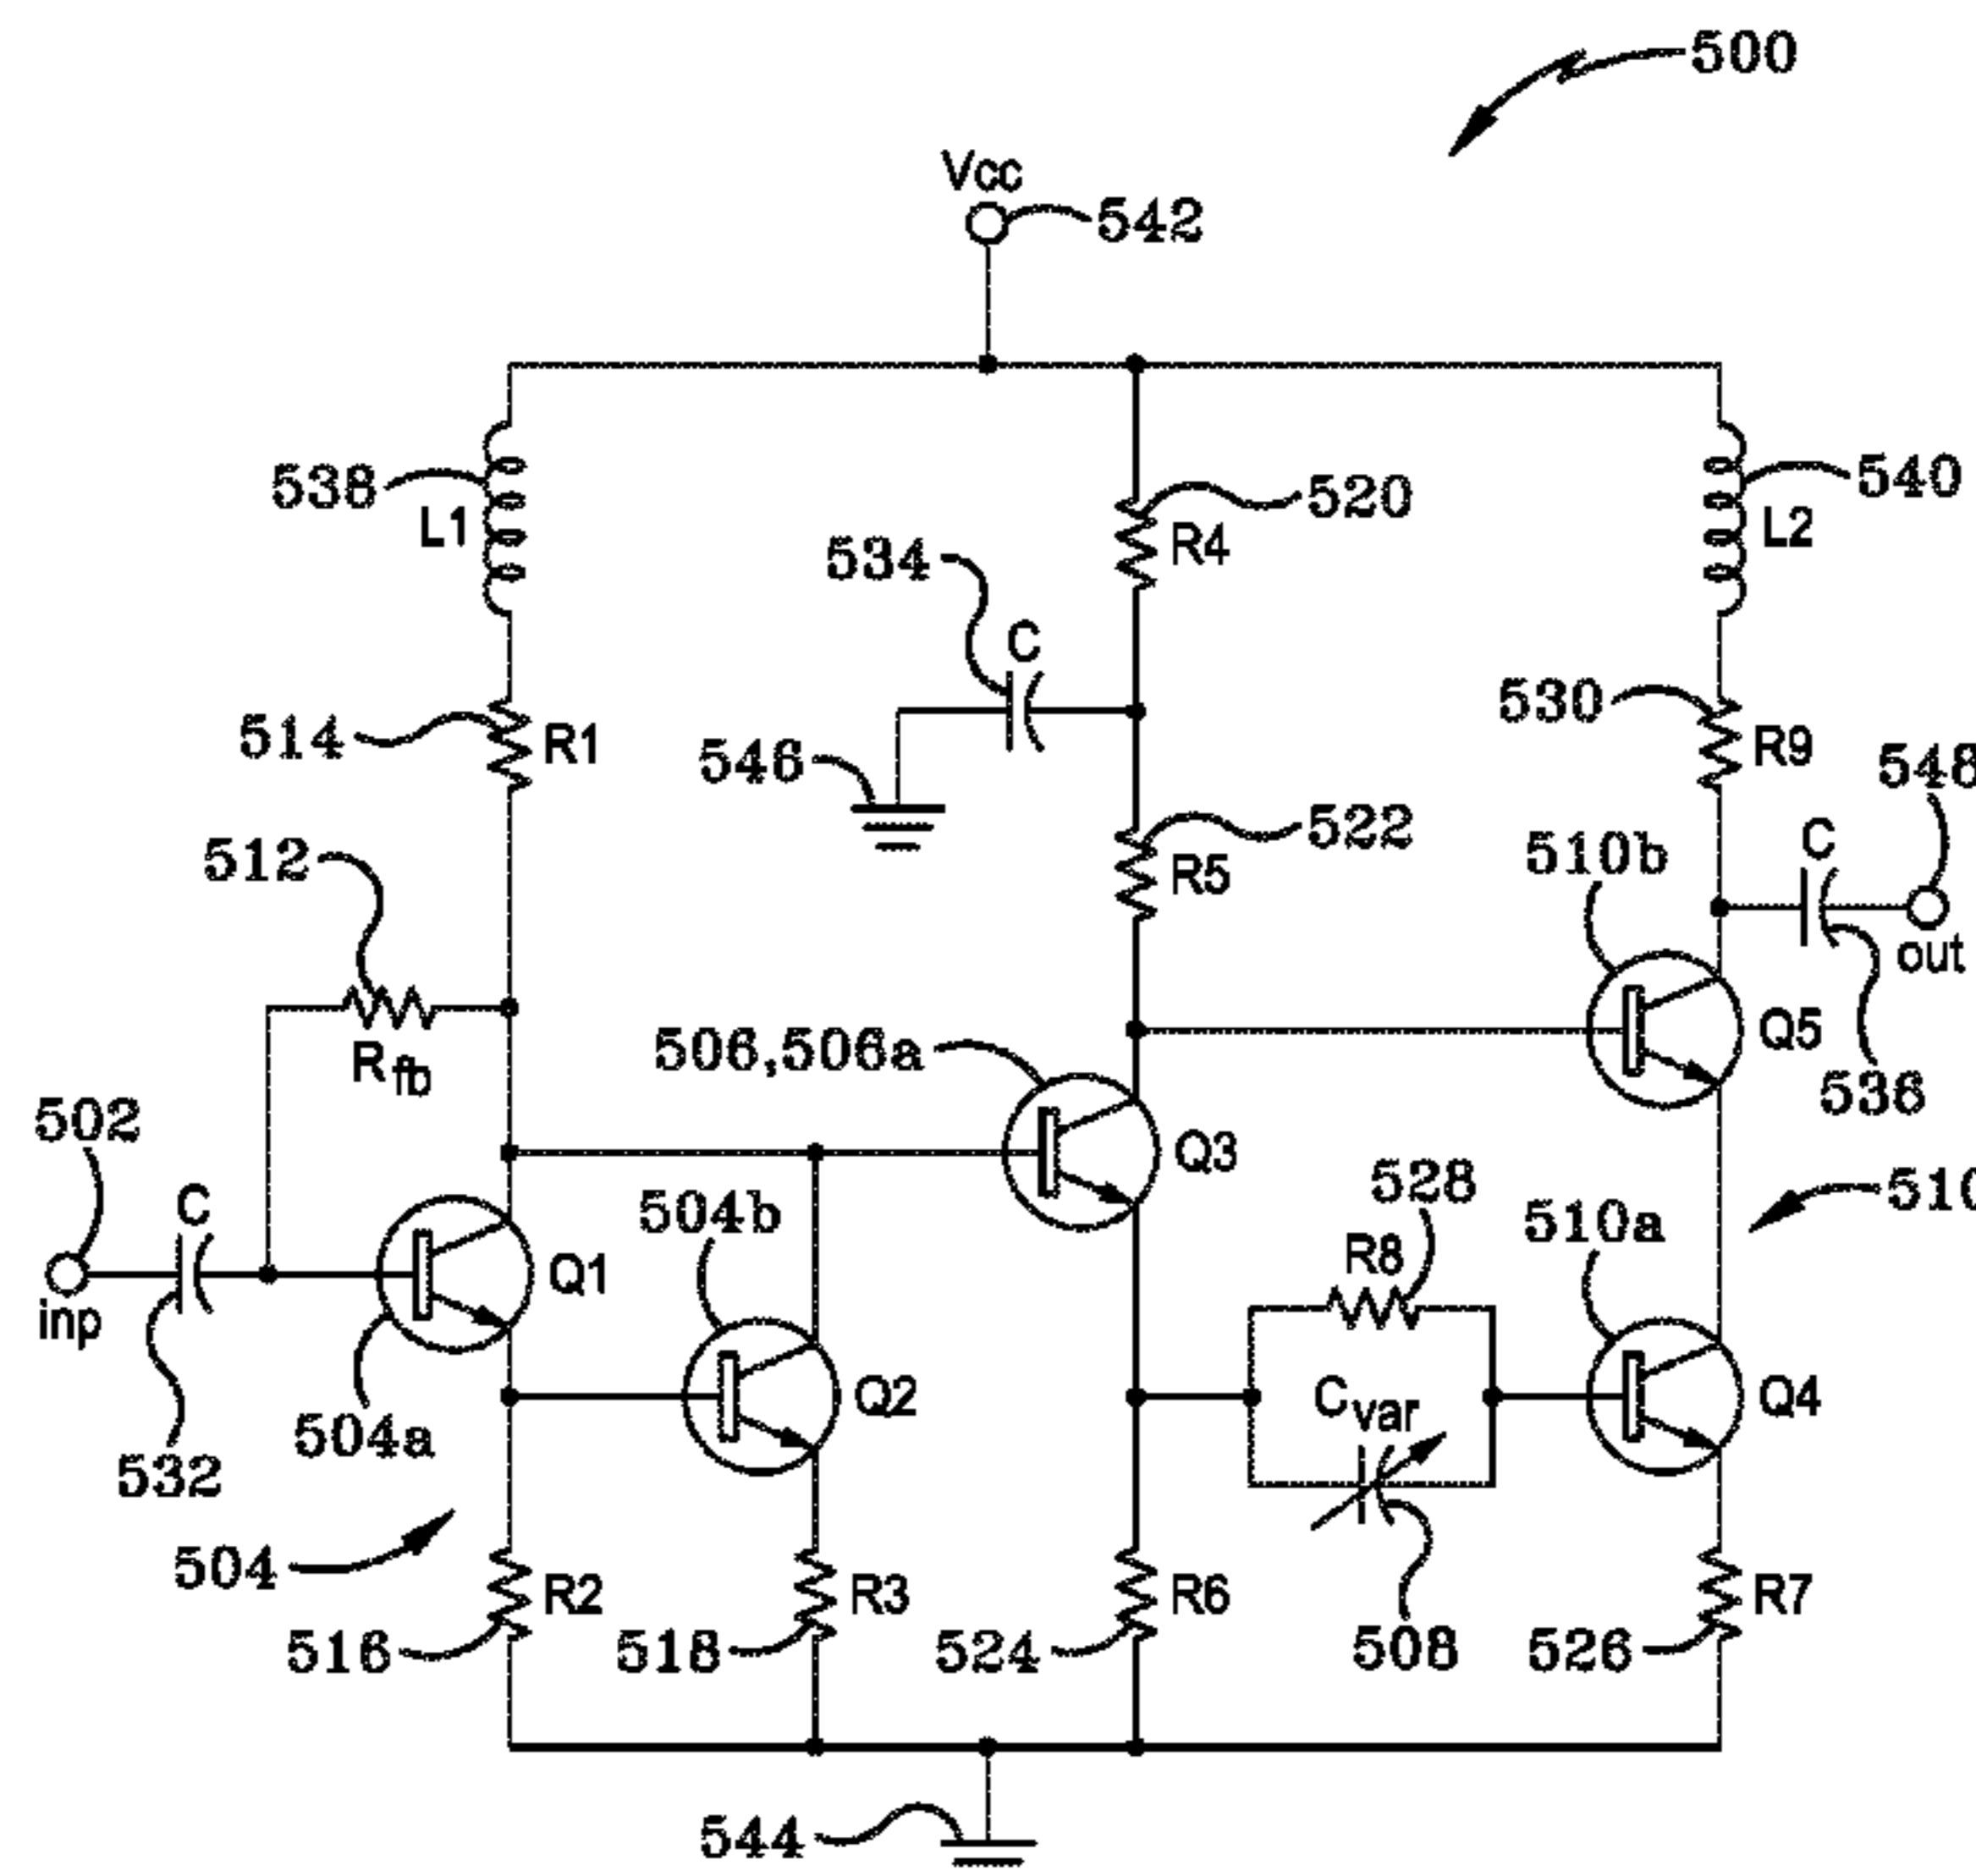 500
Vcc
542
538
L1
520
R4
540
L2
534
C
514
R1
546
530
R9
548
522
R5
512
510b
C
out
Rfb
506,506a
Q5
536
502
Q3
528
C
504b
510a
510
R8
inp
Q1
504a
Q2
Cvar
Q4
532
504
R2
R3
R6
R7
516
518
524
508
526
544